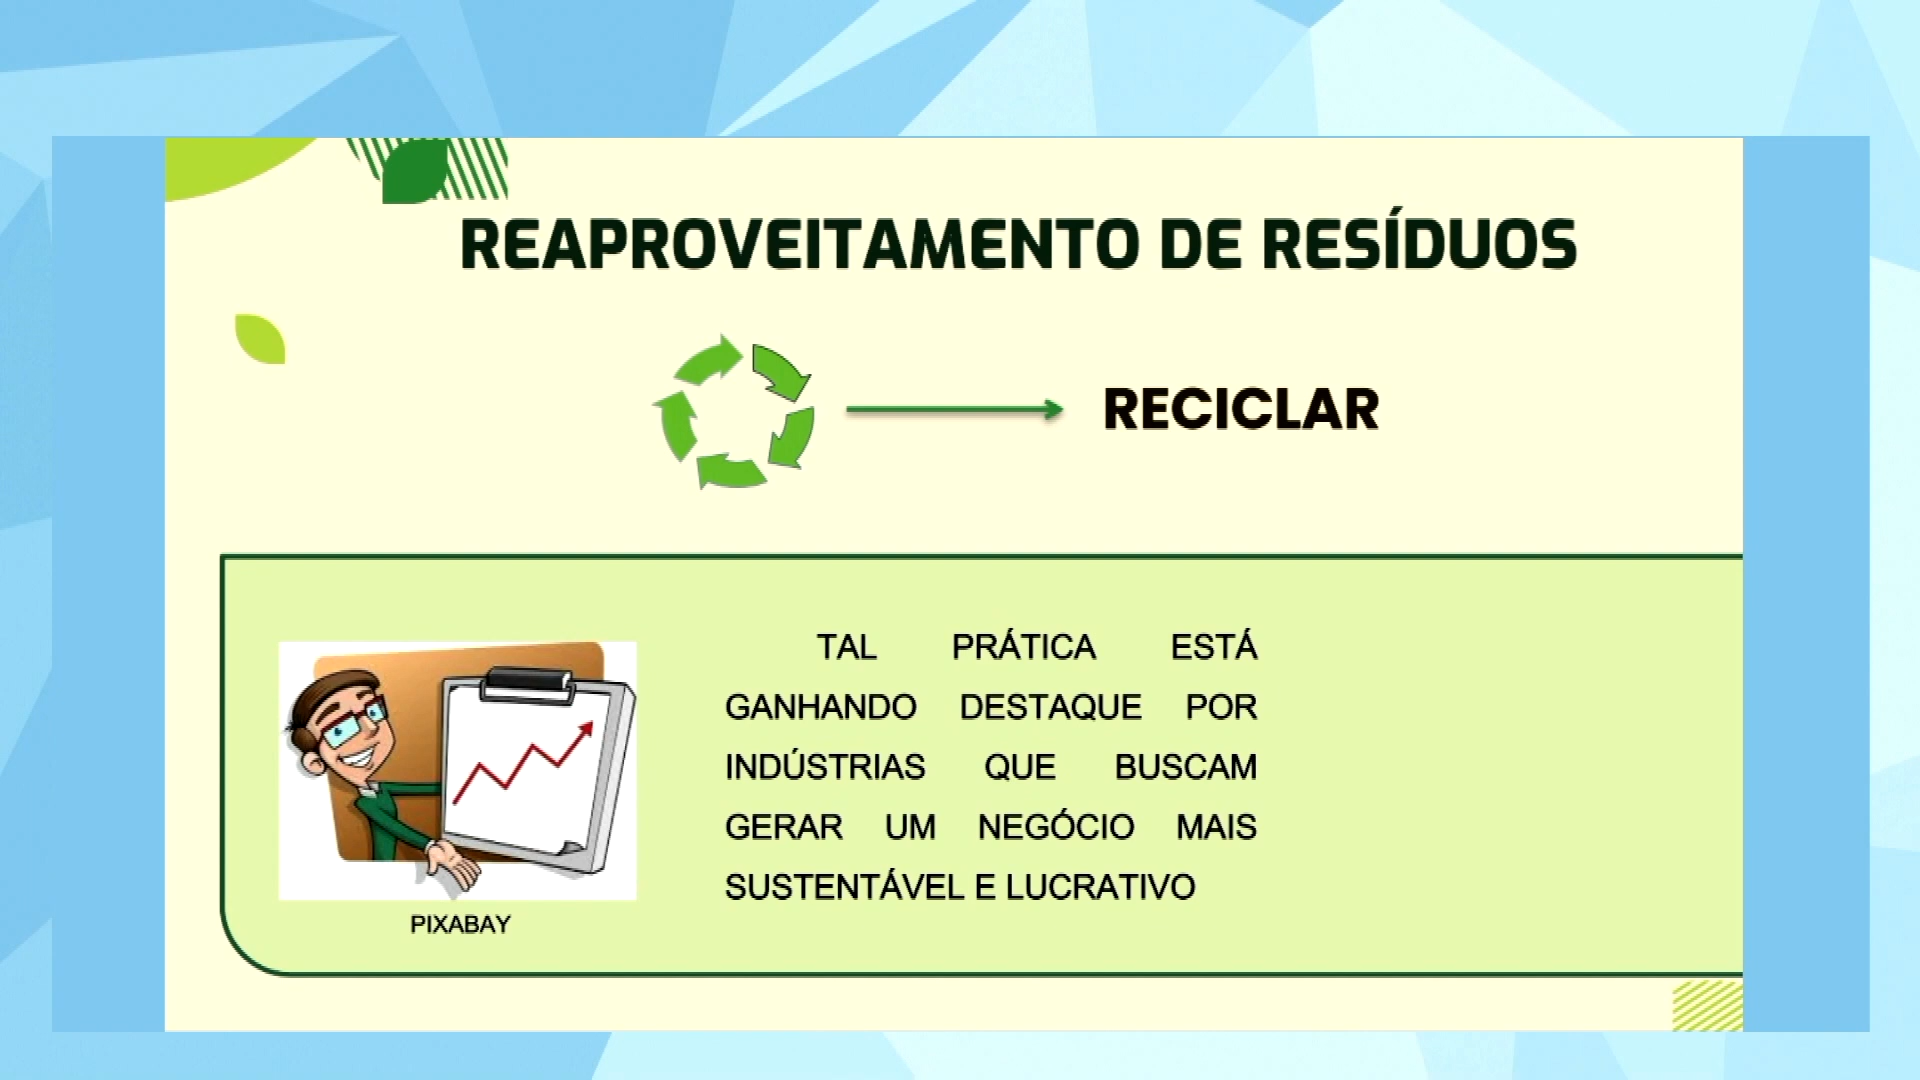 REAPROVEITAMENTO DE RESÍDUOS
RECICLAR
TAL PRÁTICA ESTÁ
GANHANDO DESTAQUE POR
INDÚSTRIAS QUE BUSCAM
GERAR UM NEGÓCIO MAIS
SUSTENTÁVEL E LUCRATIVO
PIXABAY